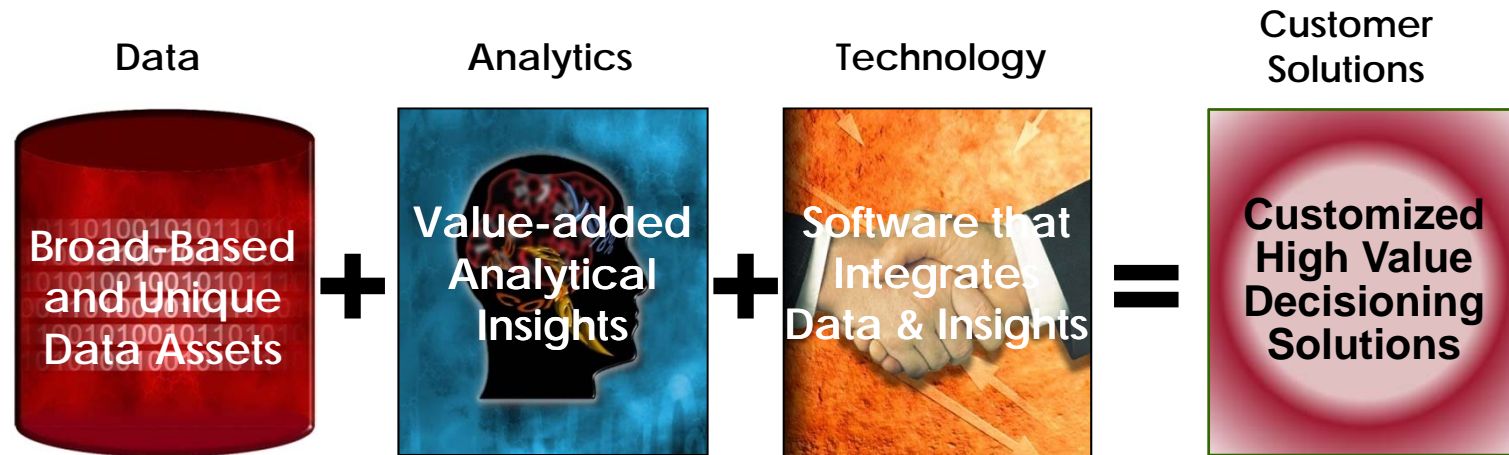 Data
Broad-Based
and Unique
Data Assets
+
Analytics
Value-added
Analytical
Insights
+
Technology
Software that
Integrates
Data & Insights
=
Customer
Solutions
Customized
High Value
Decisioning
Solutions